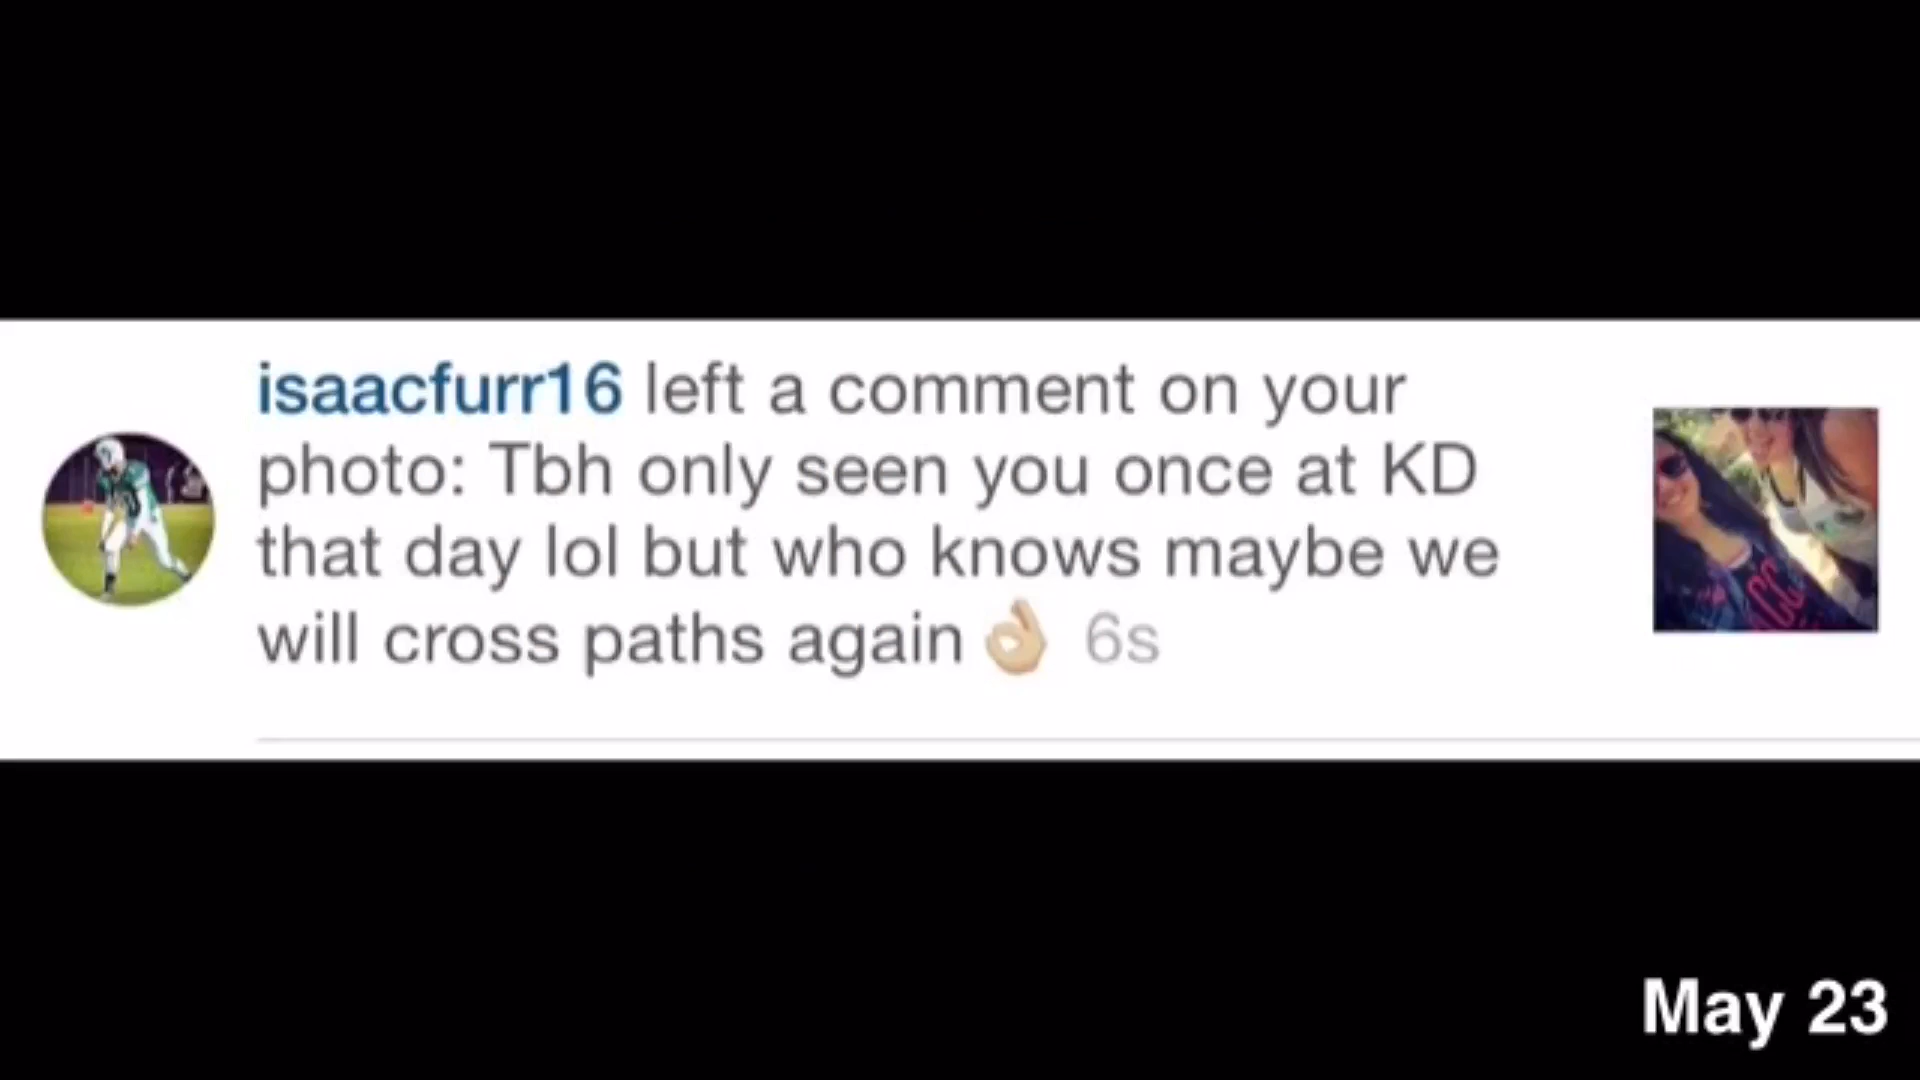 isaacfurr16 left a comment on your
photo: Tbh only seen you once at KD
that day lol but who knows maybe we
will cross paths again 👌🏼 6s
May 23